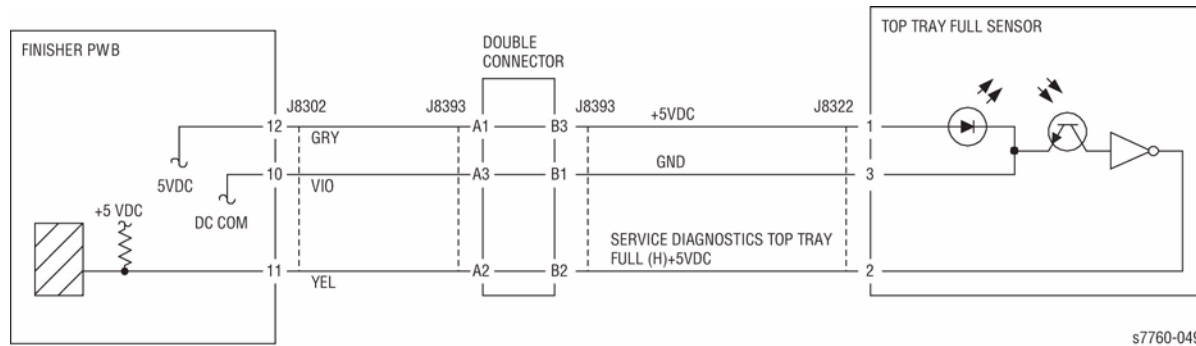 FINISHER PWB
DOUBLE
CONNECTOR
TOP TRAY FULL SENSOR
J8302
J8393
J8393
J8322
12
GRY
A1
B3
+5VDC
1
5VDC
10
VIO
A3
B1
GND
3
DC COM
+5 VDC
11
YEL
A2
B2
SERVICE DIAGNOSTICS TOP TRAY
FULL (H)+5VDC
2
s7760-049